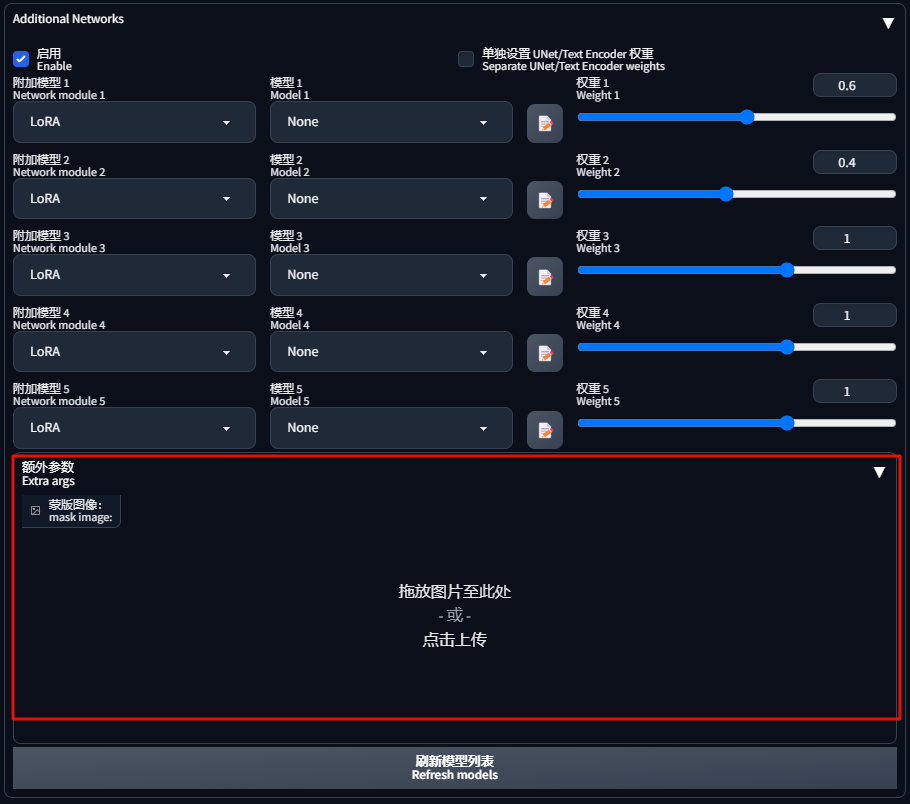 Additional Networks
启用
Enable
单独设置 UNet/Text Encoder 权重
Separate UNet/Text Encoder weights
附加模型 1
Network module 1
LoRA
模型 1
Model 1
None
权重 1
Weight 1
0.6
附加模型 2
Network module 2
LoRA
模型 2
Model 2
None
权重 2
Weight 2
0.4
附加模型 3
Network module 3
LoRA
模型 3
Model 3
None
权重 3
Weight 3
1
附加模型 4
Network module 4
LoRA
模型 4
Model 4
None
权重 4
Weight 4
1
附加模型 5
Network module 5
LoRA
模型 5
Model 5
None
权重 5
Weight 5
1
额外参数
Extra args
蒙版图像：
mask image:
拖放图片至此处
- 或 -
点击上传
刷新模型列表
Refresh models